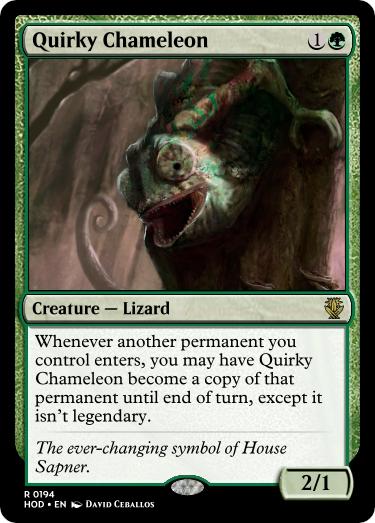 Quirky Chameleon 1
Creature — Lizard
Whenever another permanent you
control enters, you may have Quirky
Chameleon become a copy of that
permanent until end of turn, except it
isn't legendary.
The ever-changing symbol of House
Sapner.
2/1
R 0194
HOD • EN David Ceballos